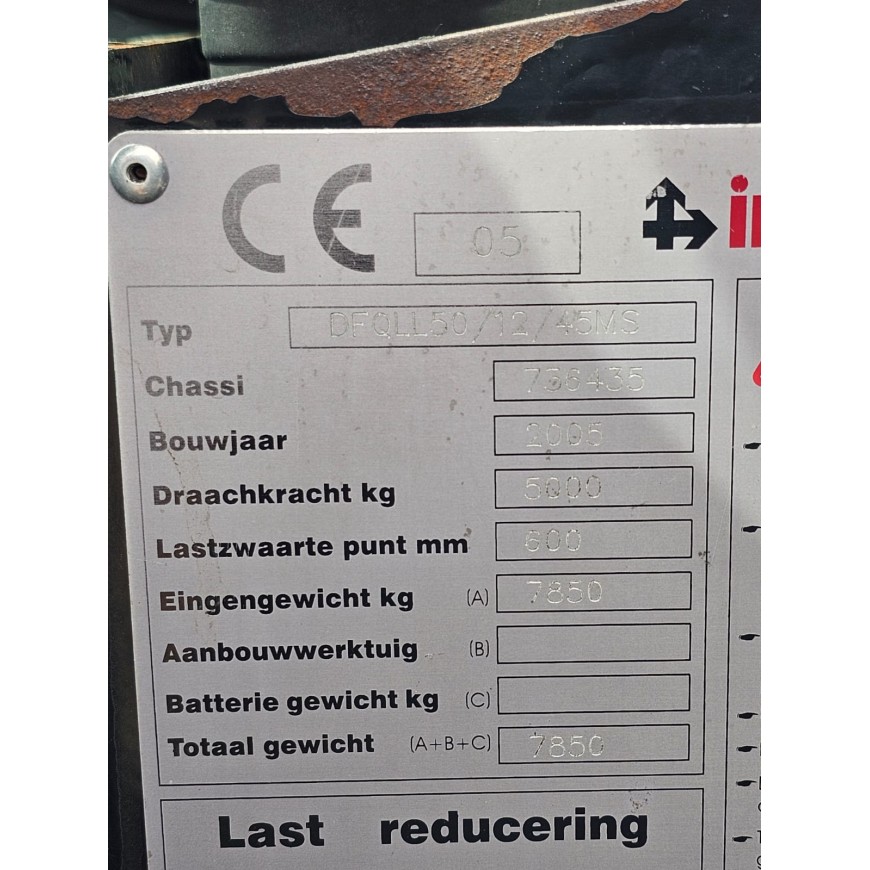 CE 05
Typ DFQLL50/12/45MS
Chassi 736435
Bouwjaar 2005
Draachkracht kg 5000
Lastzwaarte punt mm 600
Eingengewicht kg (A) 7850
Aanbouwwerktuig (B)
Batterie gewicht kg (C)
Totaal gewicht (A+B+C) 7850
Last reducering